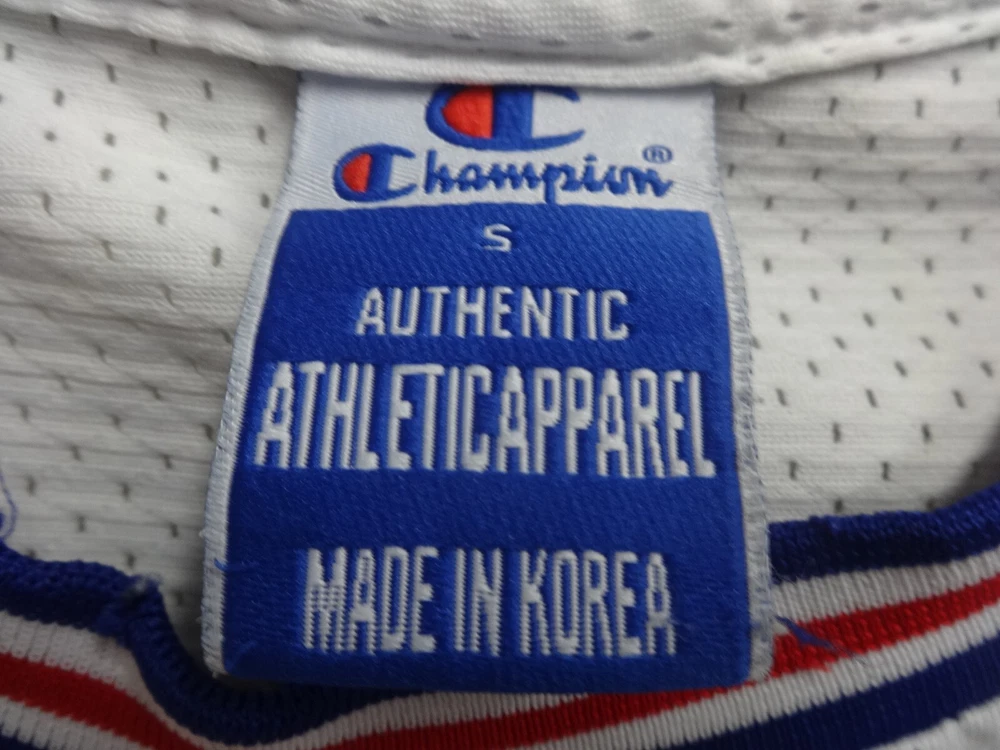 Champion®
S
AUTHENTIC
ATHLETICAPPAREL
MADE IN KOREA